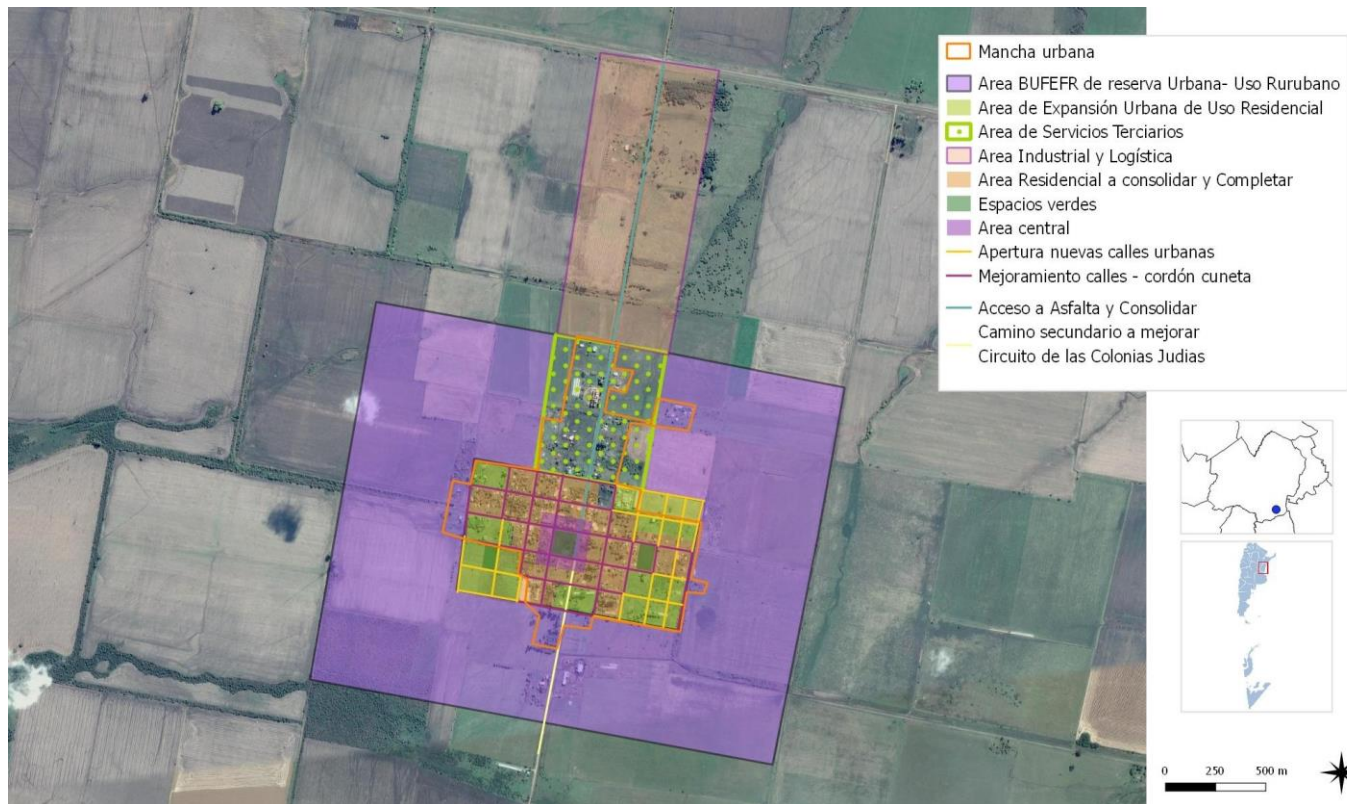 Mancha urbana
Area BUFEFR de reserva Urbana- Uso Rurubano
Area de Expansión Urbana de Uso Residencial
Area de Servicios Terciarios
Area Industrial y Logística
Area Residencial a consolidar y Completar
Espacios verdes
Area central
Apertura nuevas calles urbanas
Mejoramiento calles - cordón cuneta
Acceso a Asfalta y Consolidar
Camino secundario a mejorar
Circuito de las Colonias Judias
0 250 500 m